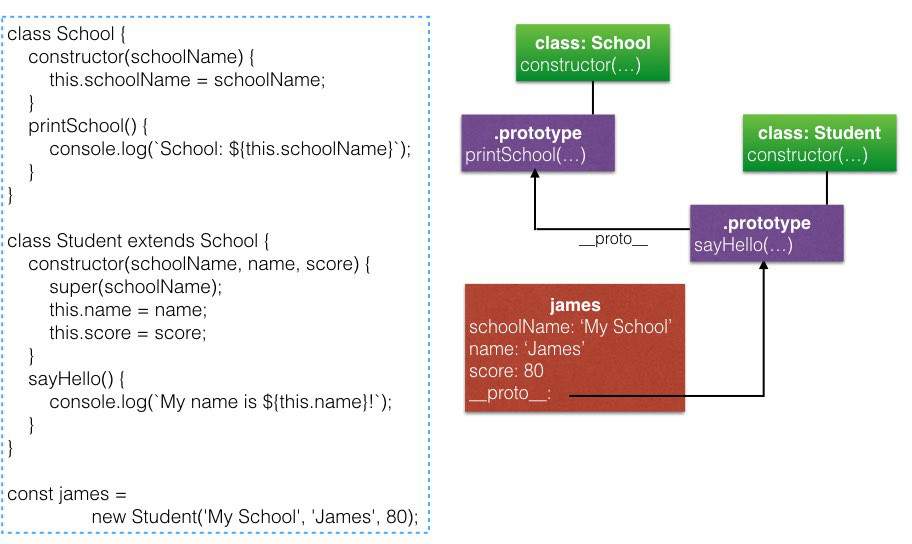 class School {
constructor(schoolName) {
this.schoolName = schoolName;
}
printSchool() {
console.log(`School: ${this.schoolName}`);
}
}
class Student extends School {
constructor(schoolName, name, score) {
super(schoolName);
this.name = name;
this.score = score;
}
sayHello() {
console.log(`My name is ${this.name}!`);
}
}
const james =
new Student('My School', 'James', 80);
class: School
constructor(…)
.prototype
printSchool(…)
class: Student
constructor(…)
.prototype
sayHello(…)
__proto__
james
schoolName: ‘My School’
name: ‘James’
score: 80
__proto__: